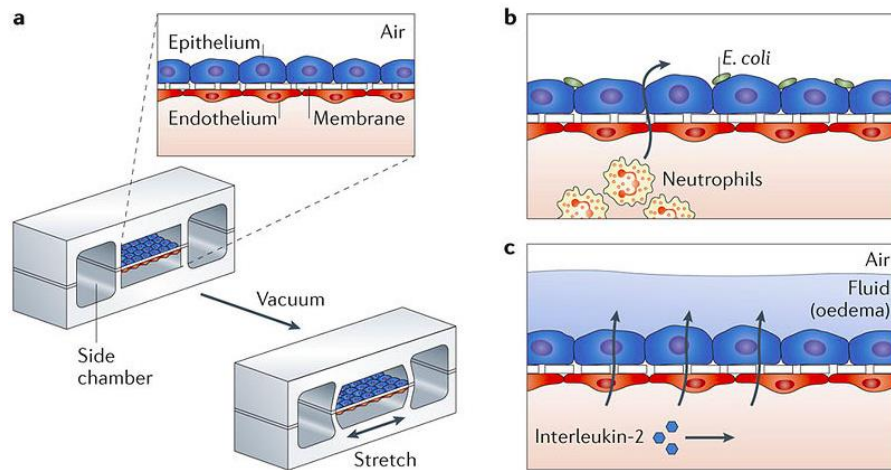 a
Air
Epithelium
Endothelium
Membrane
Vacuum
Side
chamber
Stretch
b
E. coli
Neutrophils
c
Air
Fluid
(oedema)
Interleukin-2